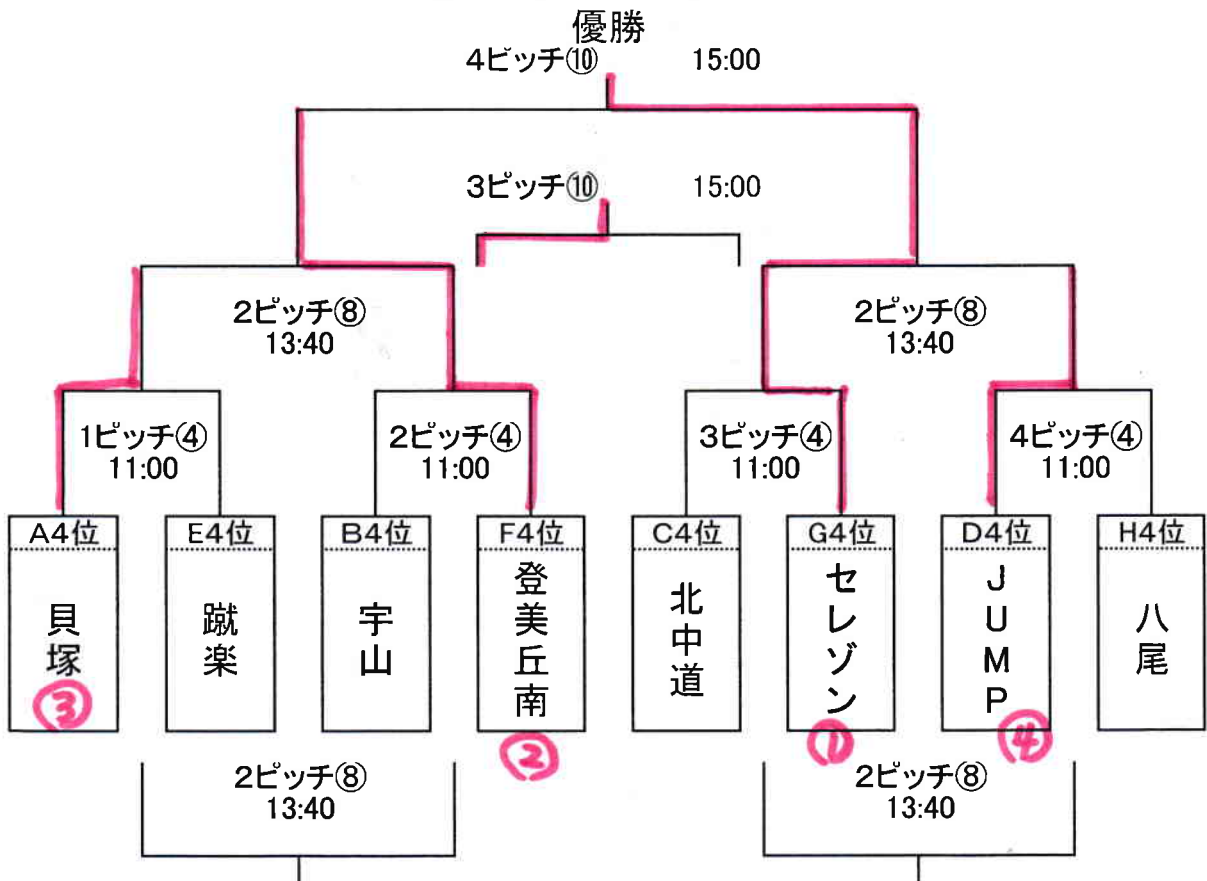 優勝
4ピッチ⑩ 15:00
3ピッチ⑩ 15:00
2ピッチ⑧
13:40
2ピッチ⑧
13:40
1ピッチ④
11:00
2ピッチ④
11:00
3ピッチ④
11:00
4ピッチ④
11:00
A4位
貝塚
③
E4位
蹴楽
B4位
宇山
F4位
登美丘南
②
C4位
北中道
G4位
セレゾン
①
D4位
JUMP
④
H4位
八尾
2ピッチ⑧
13:40
2ピッチ⑧
13:40